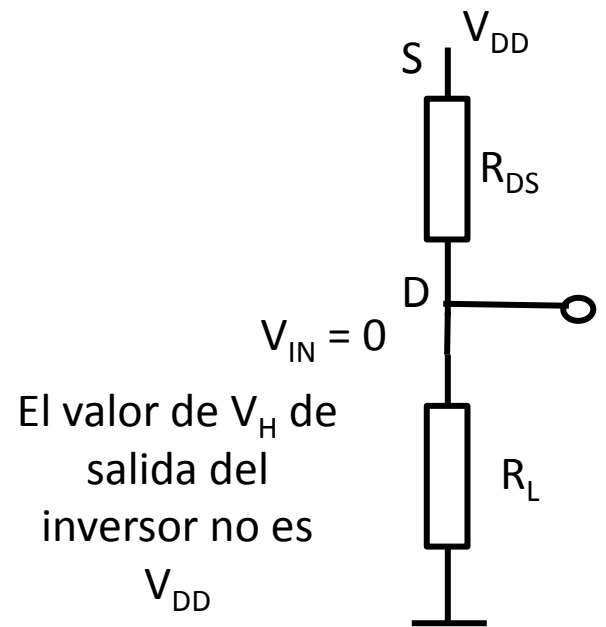 V_DD
S
R_DS
D
V_IN = 0
El valor de V_H de
salida del
inversor no es
V_DD
R_L